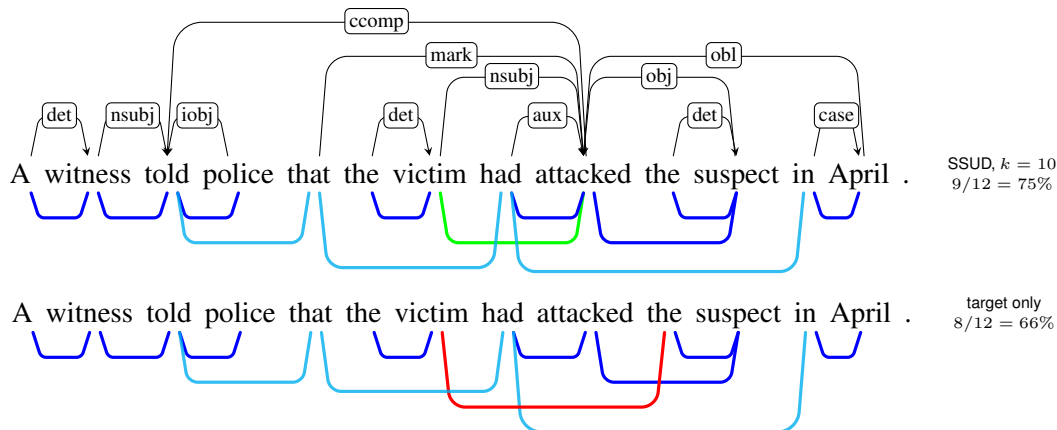 ccomp
mark obl
nsubj obj
det nsubj iobj det aux det case
A witness told police that the victim had attacked the suspect in April .
SSUD, k = 10
9/12 = 75%
A witness told police that the victim had attacked the suspect in April .
target only
8/12 = 66%